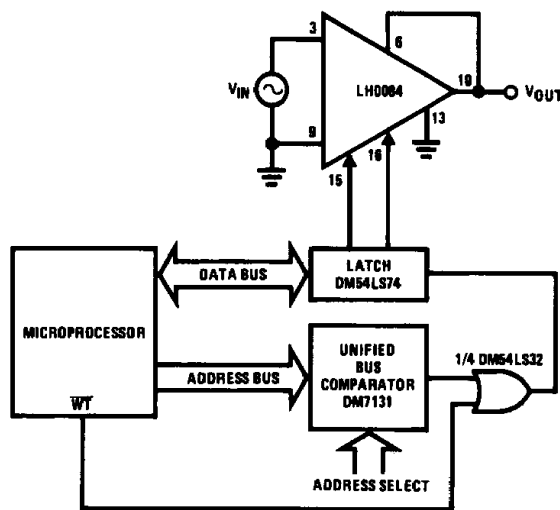 3
6
LH0084
19
VOUT
VIN
13
9
16
15
DATA BUS
LATCH
DM54LS74
MICROPROCESSOR
UNIFIED
BUS
COMPARATOR
DM7131
1/4 DM54LS32
ADDRESS BUS
WT
ADDRESS SELECT